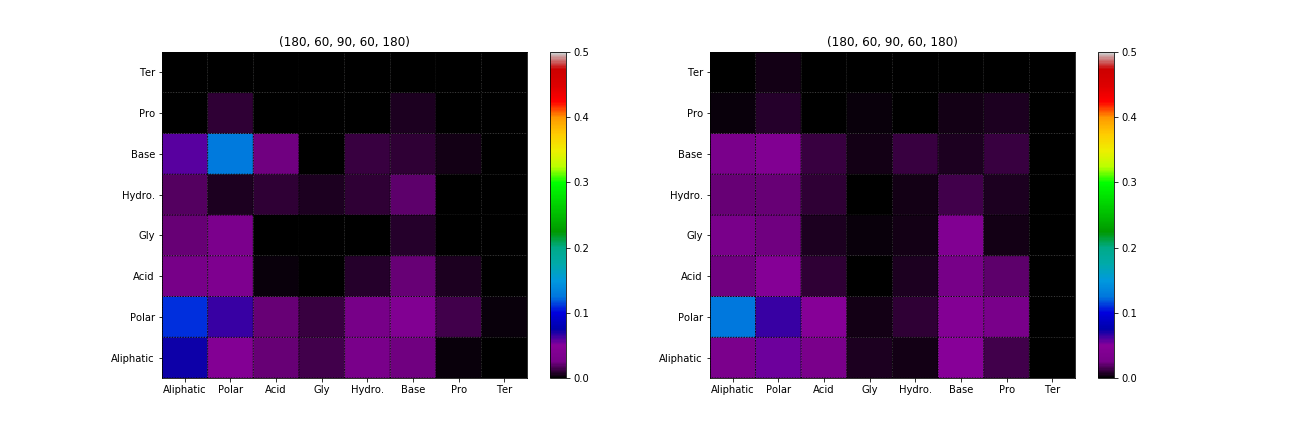 (180, 60, 90, 60, 180)
Ter
Pro
Base
Hydro.
Gly
Acid
Polar
Aliphatic
Aliphatic Polar Acid Gly Hydro. Base Pro Ter
0.5
0.4
0.3
0.2
0.1
0.0
(180, 60, 90, 60, 180)
Ter
Pro
Base
Hydro.
Gly
Acid
Polar
Aliphatic
Aliphatic Polar Acid Gly Hydro. Base Pro Ter
0.5
0.4
0.3
0.2
0.1
0.0